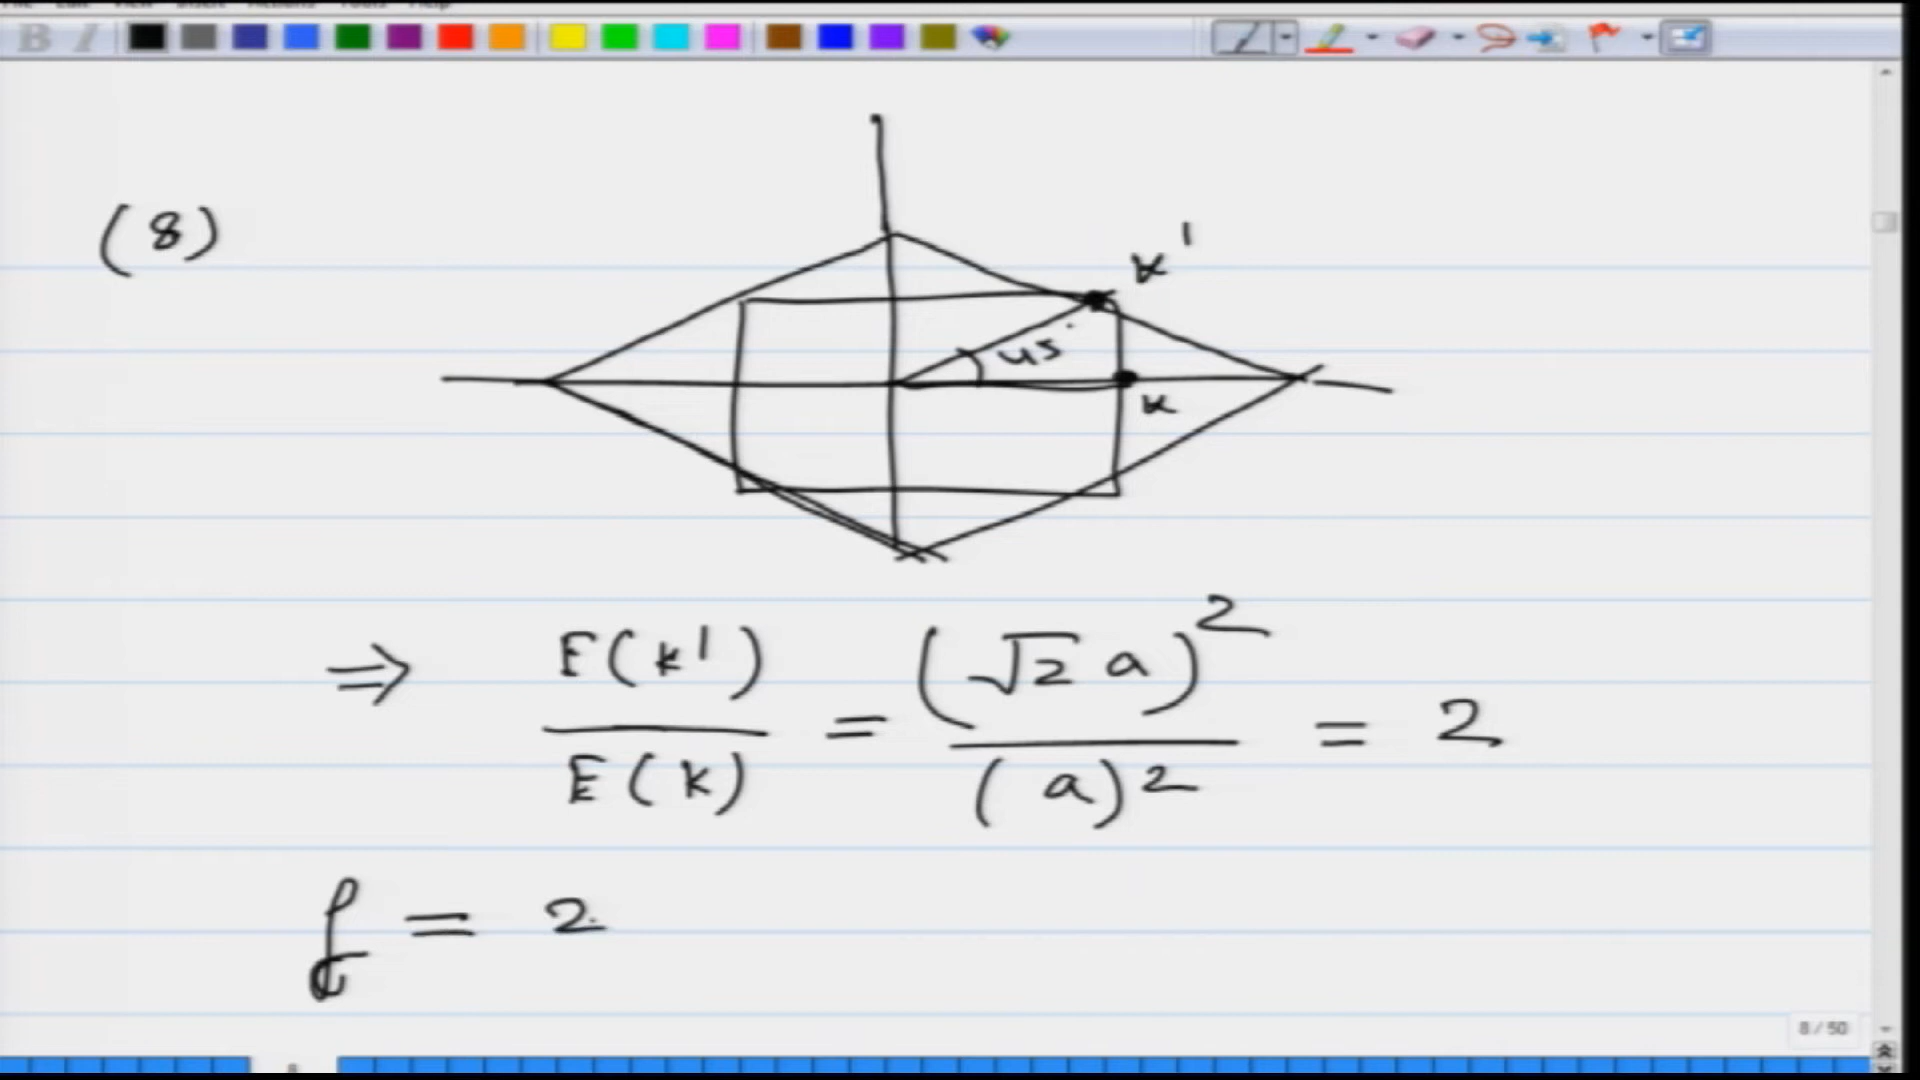 B I
(8)
k'
45°
k
⇒ E(k') / E(k) = (√2 a)² / (a)² = 2
f = 2
8 / 50